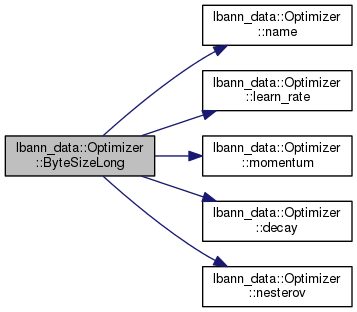 lbann_data::Optimizer
::name
lbann_data::Optimizer
::learn_rate
lbann_data::Optimizer
::ByteSizeLong
lbann_data::Optimizer
::momentum
lbann_data::Optimizer
::decay
lbann_data::Optimizer
::nesterov